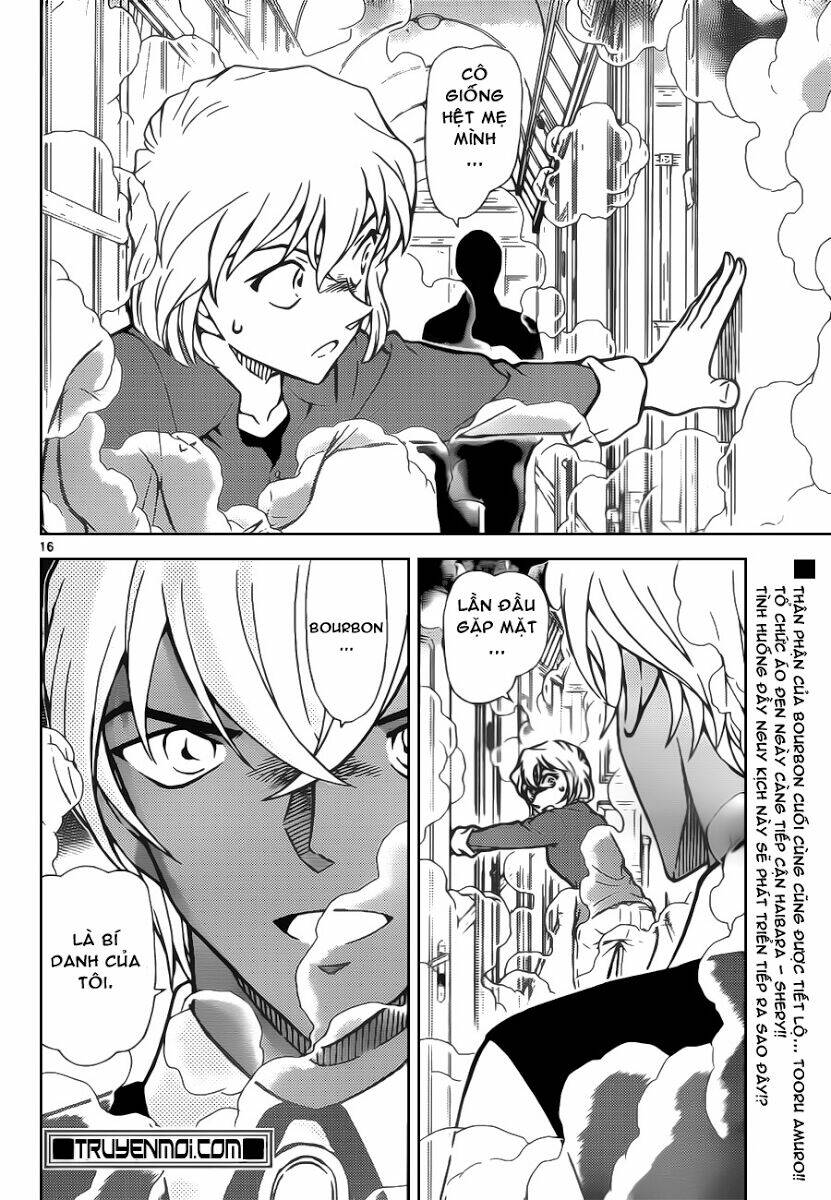 CÔ
GIỐNG
HỆT MẸ
MÌNH
...
16
LẦN ĐẦU
GẶP MẶT
...
BOURBON
...
LÀ BÍ
DANH CỦA
TÔI.
THÂN PHẬN CỦA BOURBON CUỐI CÙNG CŨNG ĐƯỢC TIẾT LỘ... TOORU AMURO!!
TỔ CHỨC ÁO ĐEN NGÀY CÀNG TIẾP CẬN HAIBARA - SHERY!!
TÌNH HUỐNG ĐẦY NGUY KỊCH NÀY SẼ PHÁT TRIỂN TIẾP RA SAO ĐÂY!?
TRUYENMOI.COM